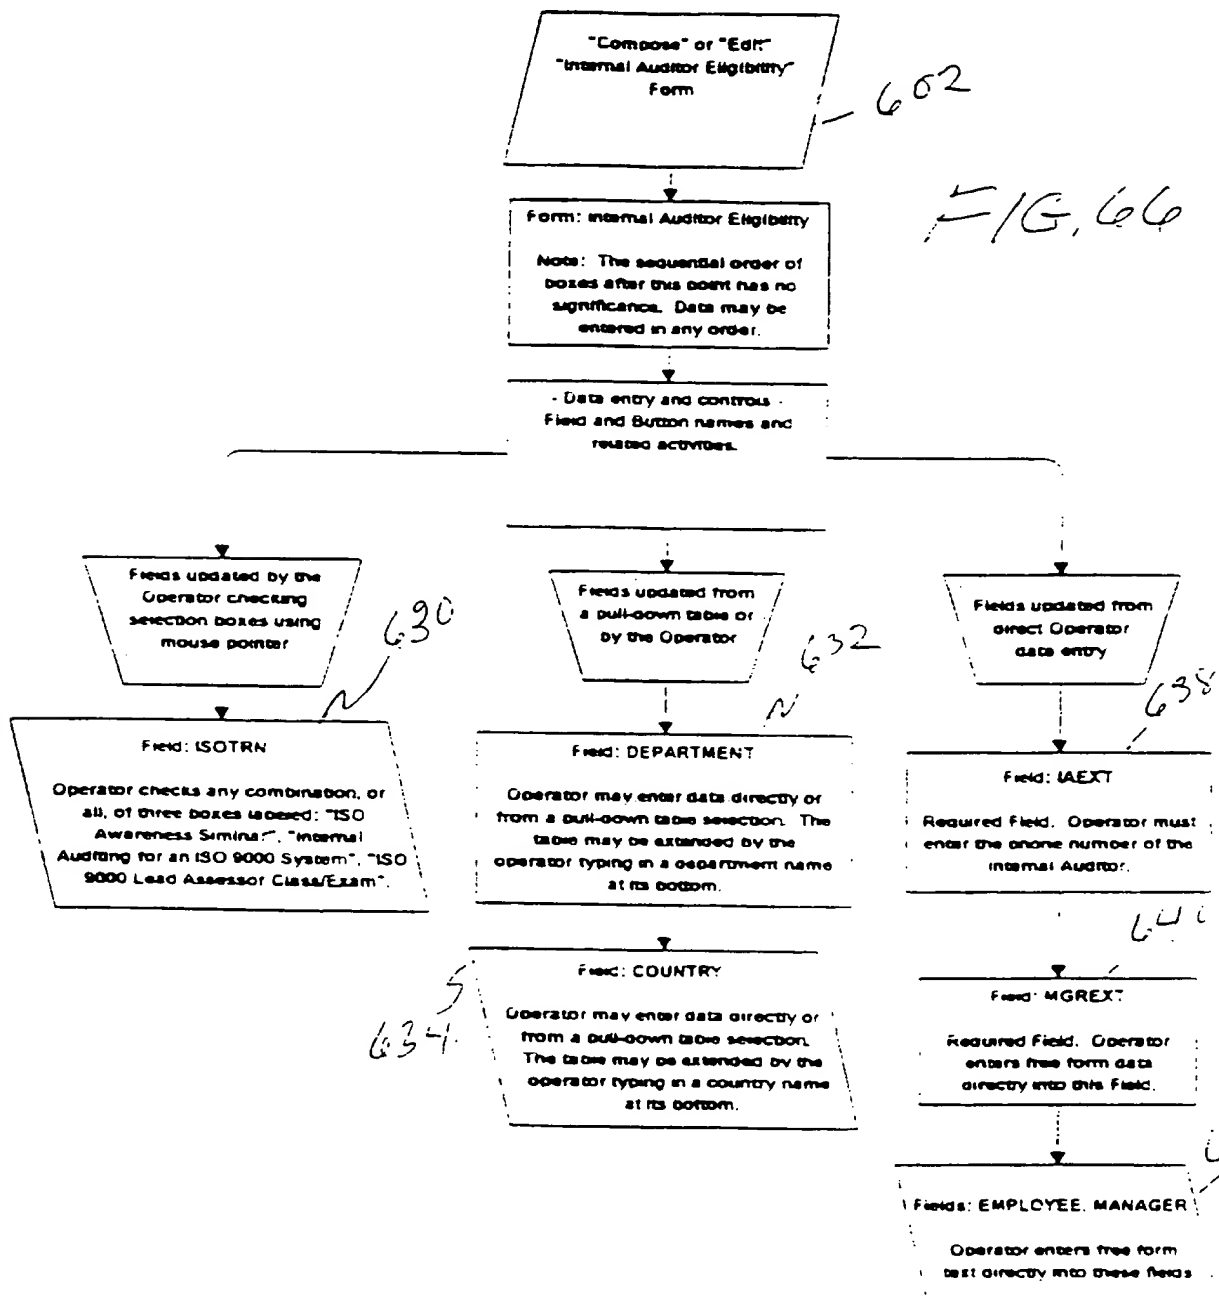 "Compose" or "Edit"
"Internal Auditor Eligibility"
Form
602
FIG. 66
Form: Internal Auditor Eligibility
Note: The sequential order of
boxes after this point has no
significance. Data may be
entered in any order.
- Data entry and controls -
Field and Button names and
related activities.
Fields updated by the
Operator checking
selection boxes using
mouse pointer
630
Fields updated from
a pull-down table or
by the Operator
632
Fields updated from
direct Operator
data entry
638
Field: ISOTRN
Operator checks any combination, or
all, of three boxes labeled: "ISO
Awareness Siminar", "Internal
Auditing for an ISO 9000 System", "ISO
9000 Lead Assessor Class/Exam".
Field: DEPARTMENT
Operator may enter data directly or
from a pull-down table selection. The
table may be extended by the
operator typing in a department name
at its bottom.
Field: IAEXT
Required Field. Operator must
enter the phone number of the
Internal Auditor.
634
Field: COUNTRY
Operator may enter data directly or
from a pull-down table selection.
The table may be extended by the
operator typing in a country name
at its bottom.
Field: MGREXT
Required Field. Operator
enters free form data
directly into this Field.
Fields: EMPLOYEE, MANAGER
Operator enters free form
text directly into these fields